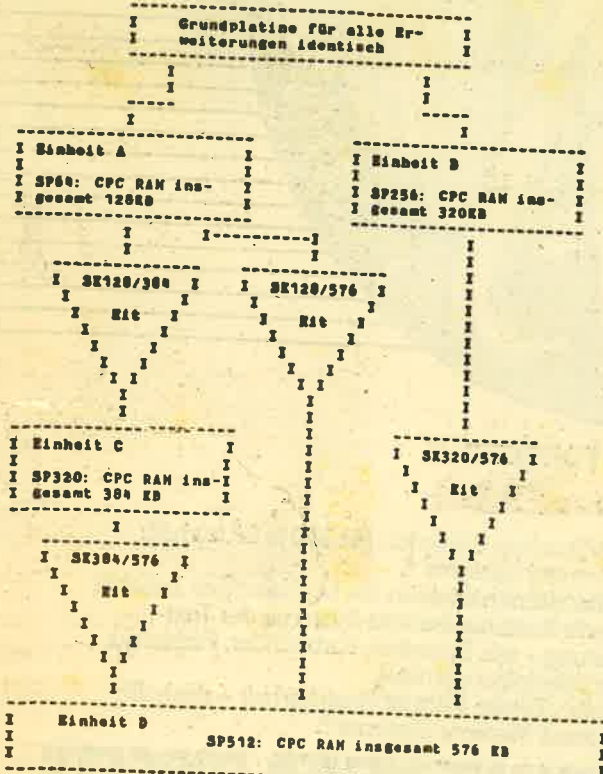 Grundplatine für alle Er-
weiterungen identisch
Einheit A
SP64: CPC RAM ins-
gesamt 128KB
Einheit B
SP256: CPC RAM ins-
gesamt 320KB
SK128/384
Kit
SK128/576
Kit
Einheit C
SP320: CPC RAM ins-
gesamt 384 KB
SK320/576
Kit
SK384/576
Kit
Einheit D
SP512: CPC RAM insgesamt 576 KB